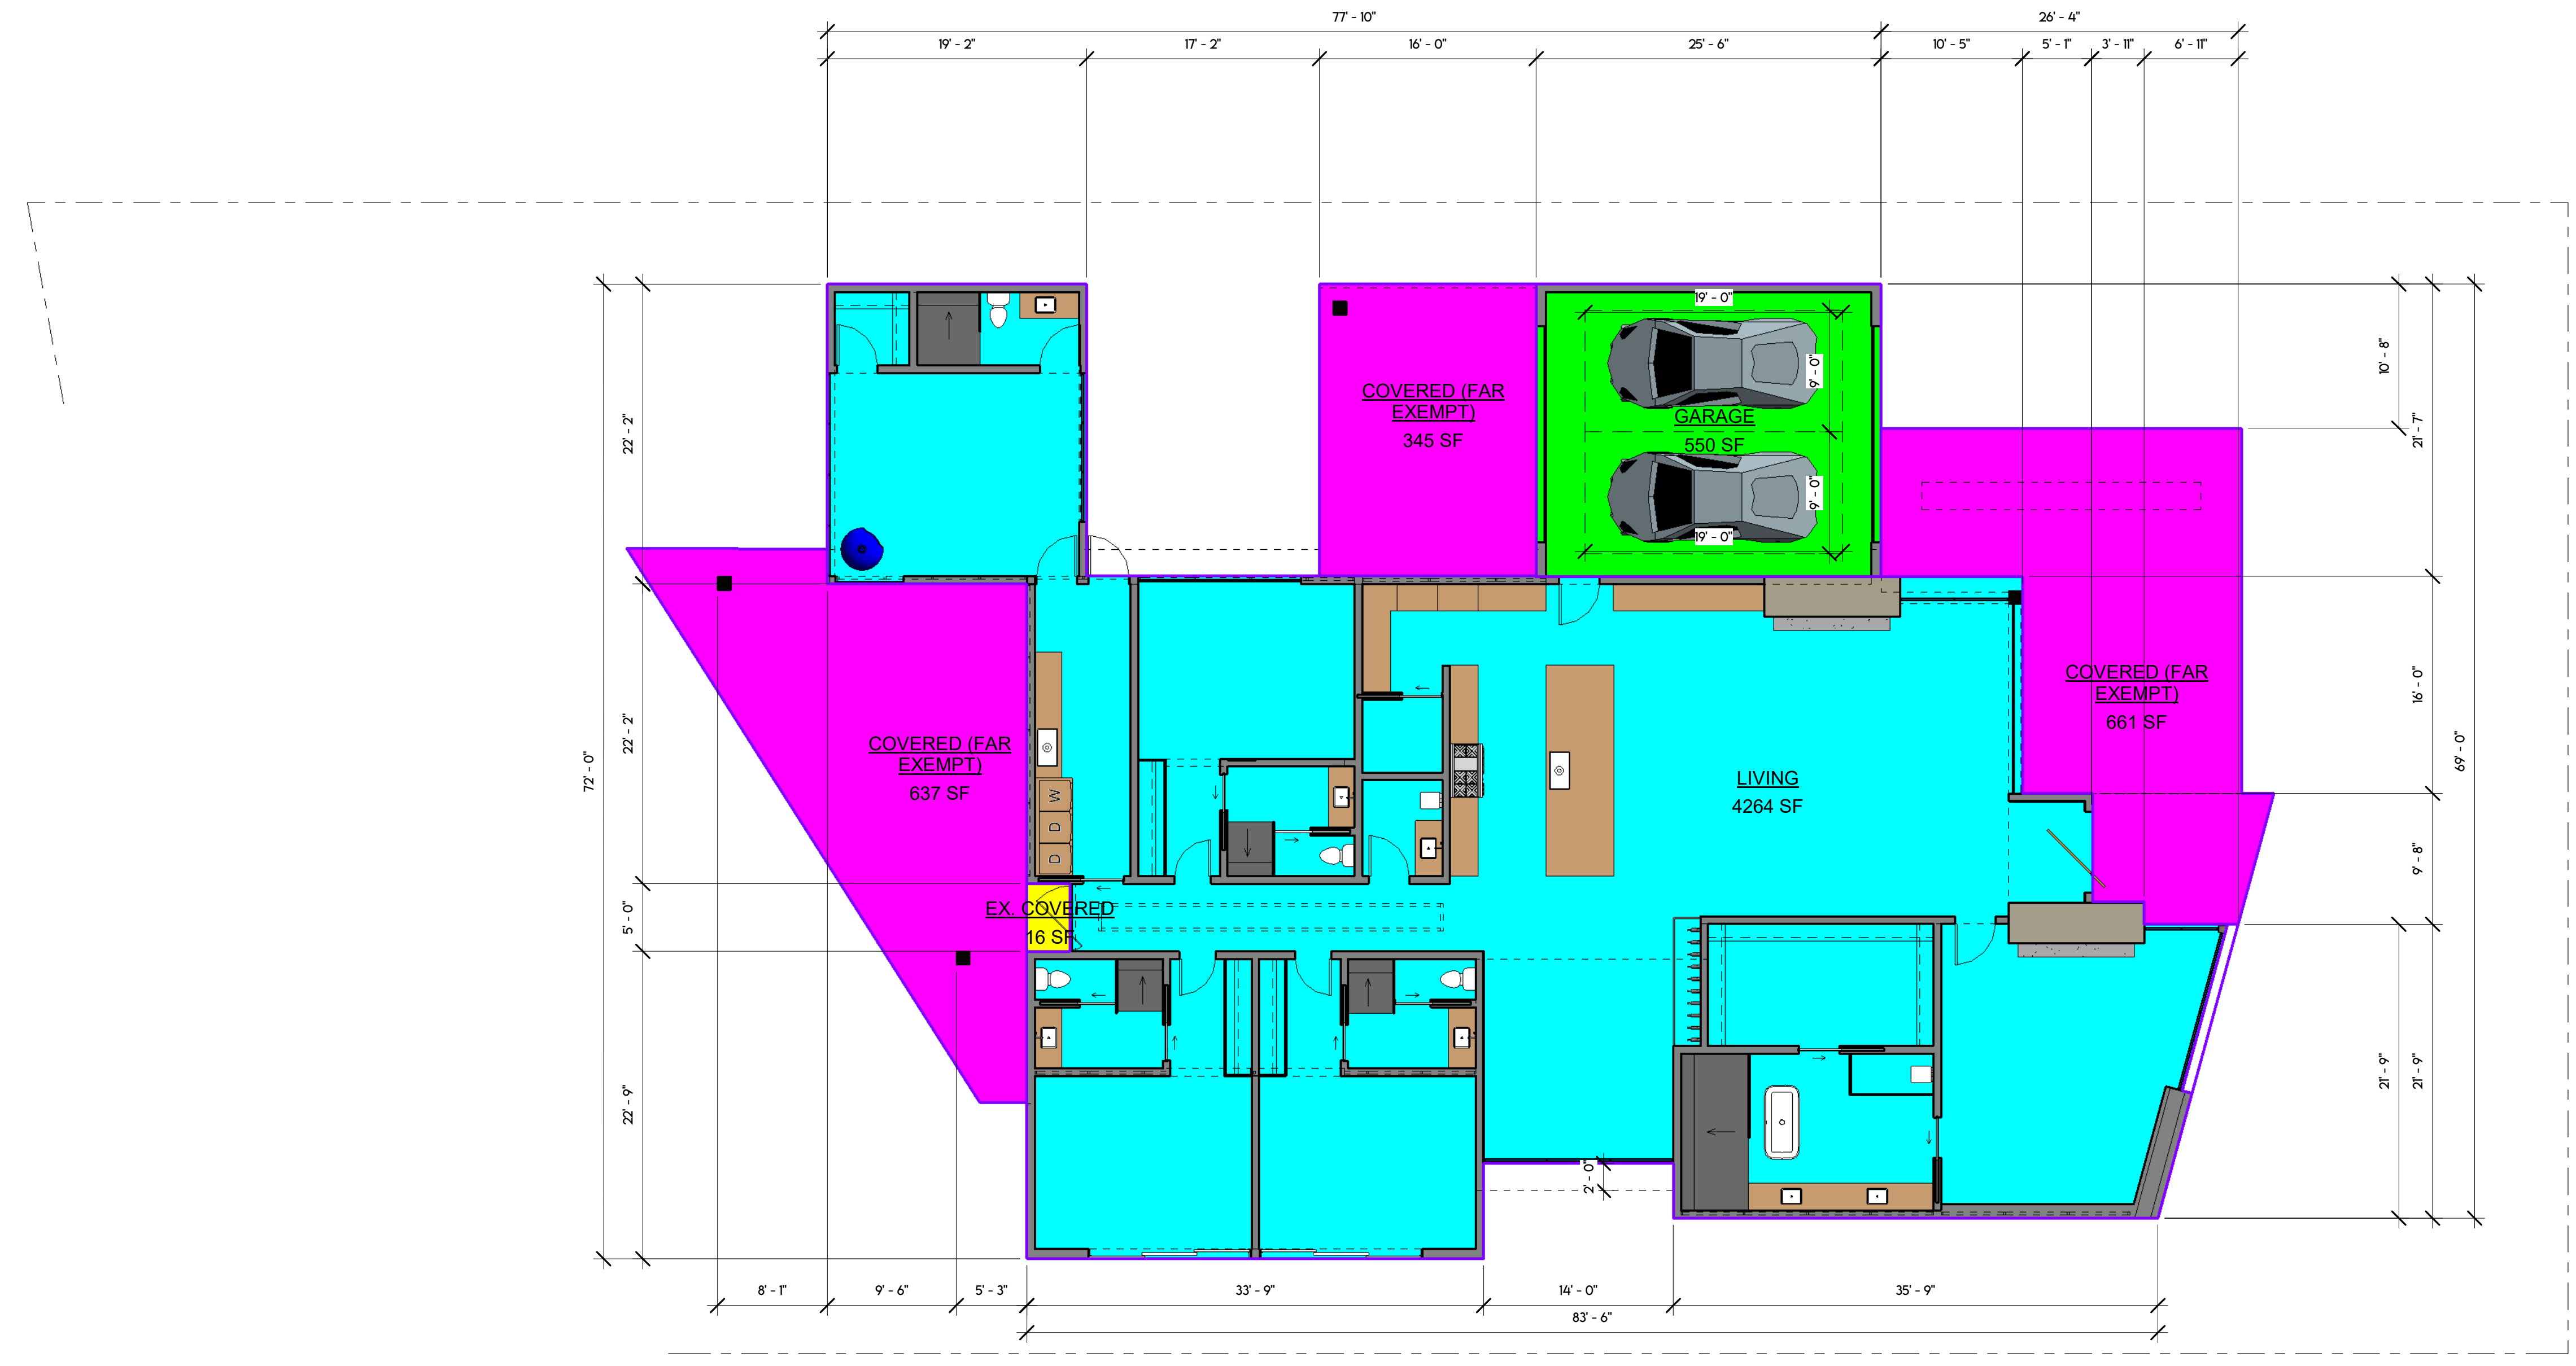 77' - 10"
26' - 4"
19' - 2"
17' - 2"
16' - 0"
25' - 6"
10' - 5"
5' - 1"
3' - 11"
6' - 11"
19' - 0"
9' - 0"
10' - 8"
COVERED (FAR
EXEMPT)
345 SF
GARAGE
550 SF
22' - 2"
21' - 7"
9' - 0"
19' - 0"
COVERED (FAR
EXEMPT)
661 SF
16' - 0"
COVERED (FAR
EXEMPT)
637 SF
22' - 2"
72' - 0"
69' - 0"
LIVING
4264 SF
W
D
D
9' - 8"
EX. COVERED
16 SF
5' - 0"
22' - 9"
21' - 9"
21' - 9"
2' - 0"
8' - 1"
9' - 6"
5' - 3"
33' - 9"
14' - 0"
35' - 9"
83' - 6"